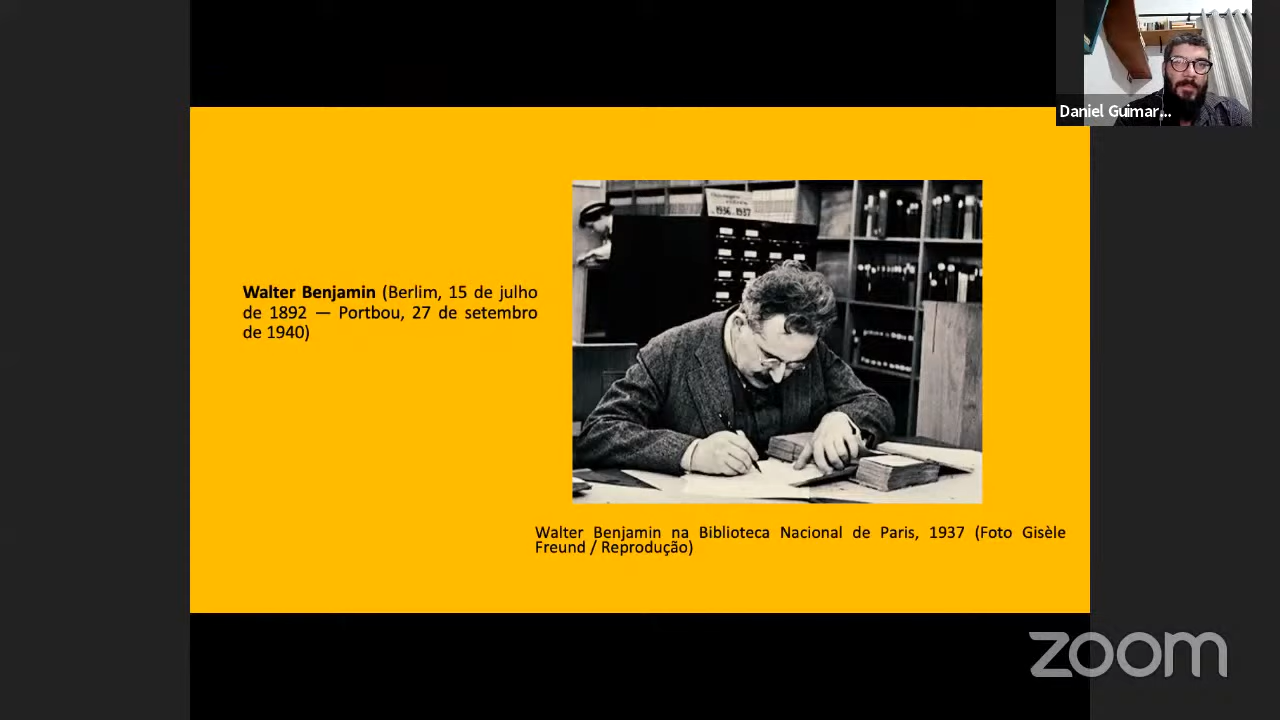 Daniel Guimar...
1936-1937
Walter Benjamin (Berlim, 15 de julho
de 1892 — Portbou, 27 de setembro
de 1940)
Walter Benjamin na Biblioteca Nacional de Paris, 1937 (Foto Gisèle
Freund / Reprodução)
zoom